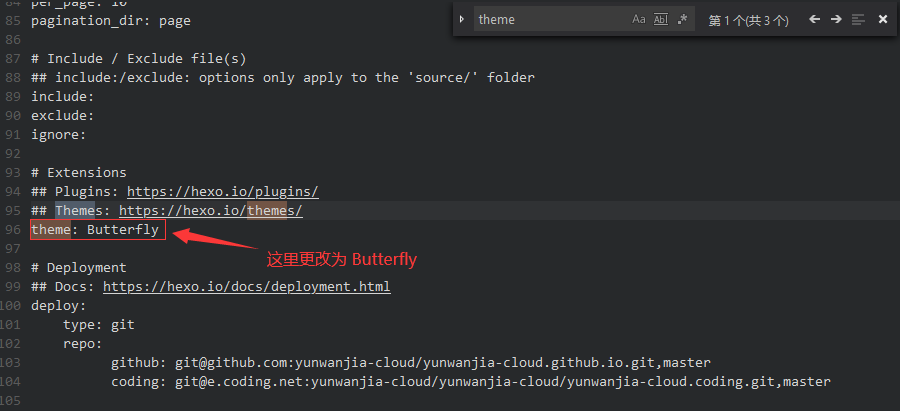 84 per_page: 10
theme Aa Abl .* 第 1 个(共 3 个)
85 pagination_dir: page
86
87 # Include / Exclude file(s)
88 ## include:/exclude: options only apply to the 'source/' folder
89 include:
90 exclude:
91 ignore:
92
93 # Extensions
94 ## Plugins: https://hexo.io/plugins/
95 ## Themes: https://hexo.io/themes/
96 theme: Butterfly
97
这里更改为 Butterfly
98 # Deployment
99 ## Docs: https://hexo.io/docs/deployment.html
100 deploy:
101 type: git
102 repo:
103 github: git@github.com:yunwanjia-cloud/yunwanjia-cloud.github.io.git,master
104 coding: git@e.coding.net:yunwanjia-cloud/yunwanjia-cloud/yunwanjia-cloud.coding.git,master
105